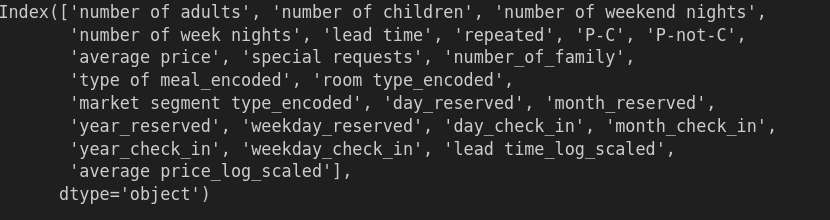 Index(['number of adults', 'number of children', 'number of weekend nights',
'number of week nights', 'lead time', 'repeated', 'P-C', 'P-not-C',
'average price', 'special requests', 'number_of_family',
'type of meal_encoded', 'room type_encoded',
'market segment type_encoded', 'day_reserved', 'month_reserved',
'year_reserved', 'weekday_reserved', 'day_check_in', 'month_check_in',
'year_check_in', 'weekday_check_in', 'lead time_log_scaled',
'average price_log_scaled'],
dtype='object')